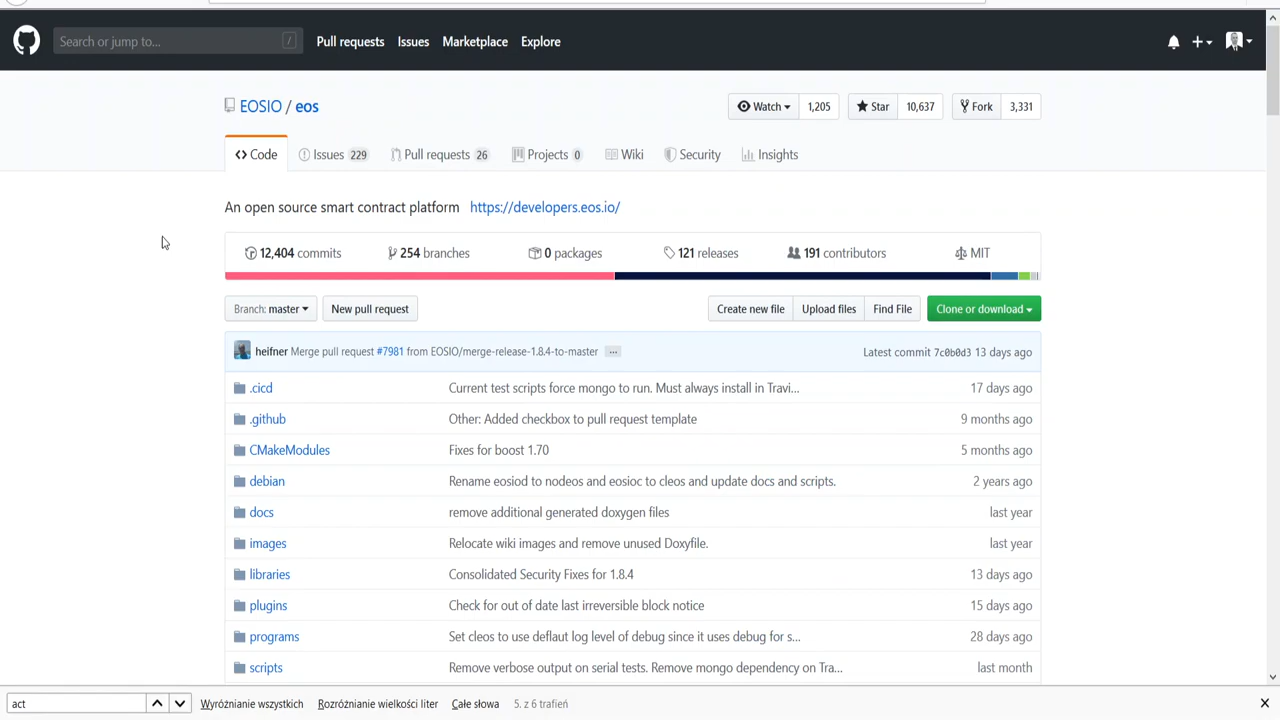 Search or jump to... / Pull requests Issues Marketplace Explore
EOSIO / eos Watch 1,205 Star 10,637 Fork 3,331
Code Issues 229 Pull requests 26 Projects 0 Wiki Security Insights
An open source smart contract platform https://developers.eos.io/
12,404 commits 254 branches 0 packages 121 releases 191 contributors MIT
Branch: master New pull request Create new file Upload files Find File Clone or download
heifner Merge pull request #7981 from EOSIO/merge-release-1.8.4-to-master ... Latest commit 7c0b0d3 13 days ago
.cicd Current test scripts force mongo to run. Must always install in Travi... 17 days ago
.github Other: Added checkbox to pull request template 9 months ago
CMakeModules Fixes for boost 1.70 5 months ago
debian Rename eosiod to nodeos and eosioc to cleos and update docs and scripts. 2 years ago
docs remove additional generated doxygen files last year
images Relocate wiki images and remove unused Doxyfile. last year
libraries Consolidated Security Fixes for 1.8.4 13 days ago
plugins Check for out of date last irreversible block notice 15 days ago
programs Set cleos to use deflaut log level of debug since it uses debug for s... 28 days ago
scripts Remove verbose output on serial tests. Remove mongo dependency on Tra... last month
act Wyróżnianie wszystkich Rozróżnianie wielkości liter Całe słowa 5. z 6 trafień